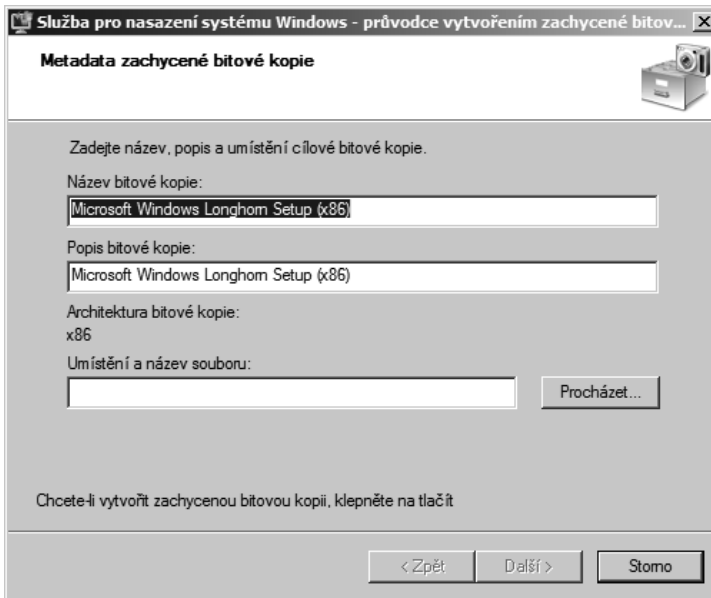 Služba pro nasazení systému Windows - průvodce vytvořením zachycené bitov...
Metadata zachycené bitové kopie
Zadejte název, popis a umístění cílové bitové kopie.
Název bitové kopie:
Microsoft Windows Longhorn Setup (x86)
Popis bitové kopie:
Microsoft Windows Longhorn Setup (x86)
Architektura bitové kopie:
x86
Umístění a název souboru:
Procházet...
Chcete-li vytvořit zachycenou bitovou kopii, klepněte na tlačít
< Zpět
Další >
Storno